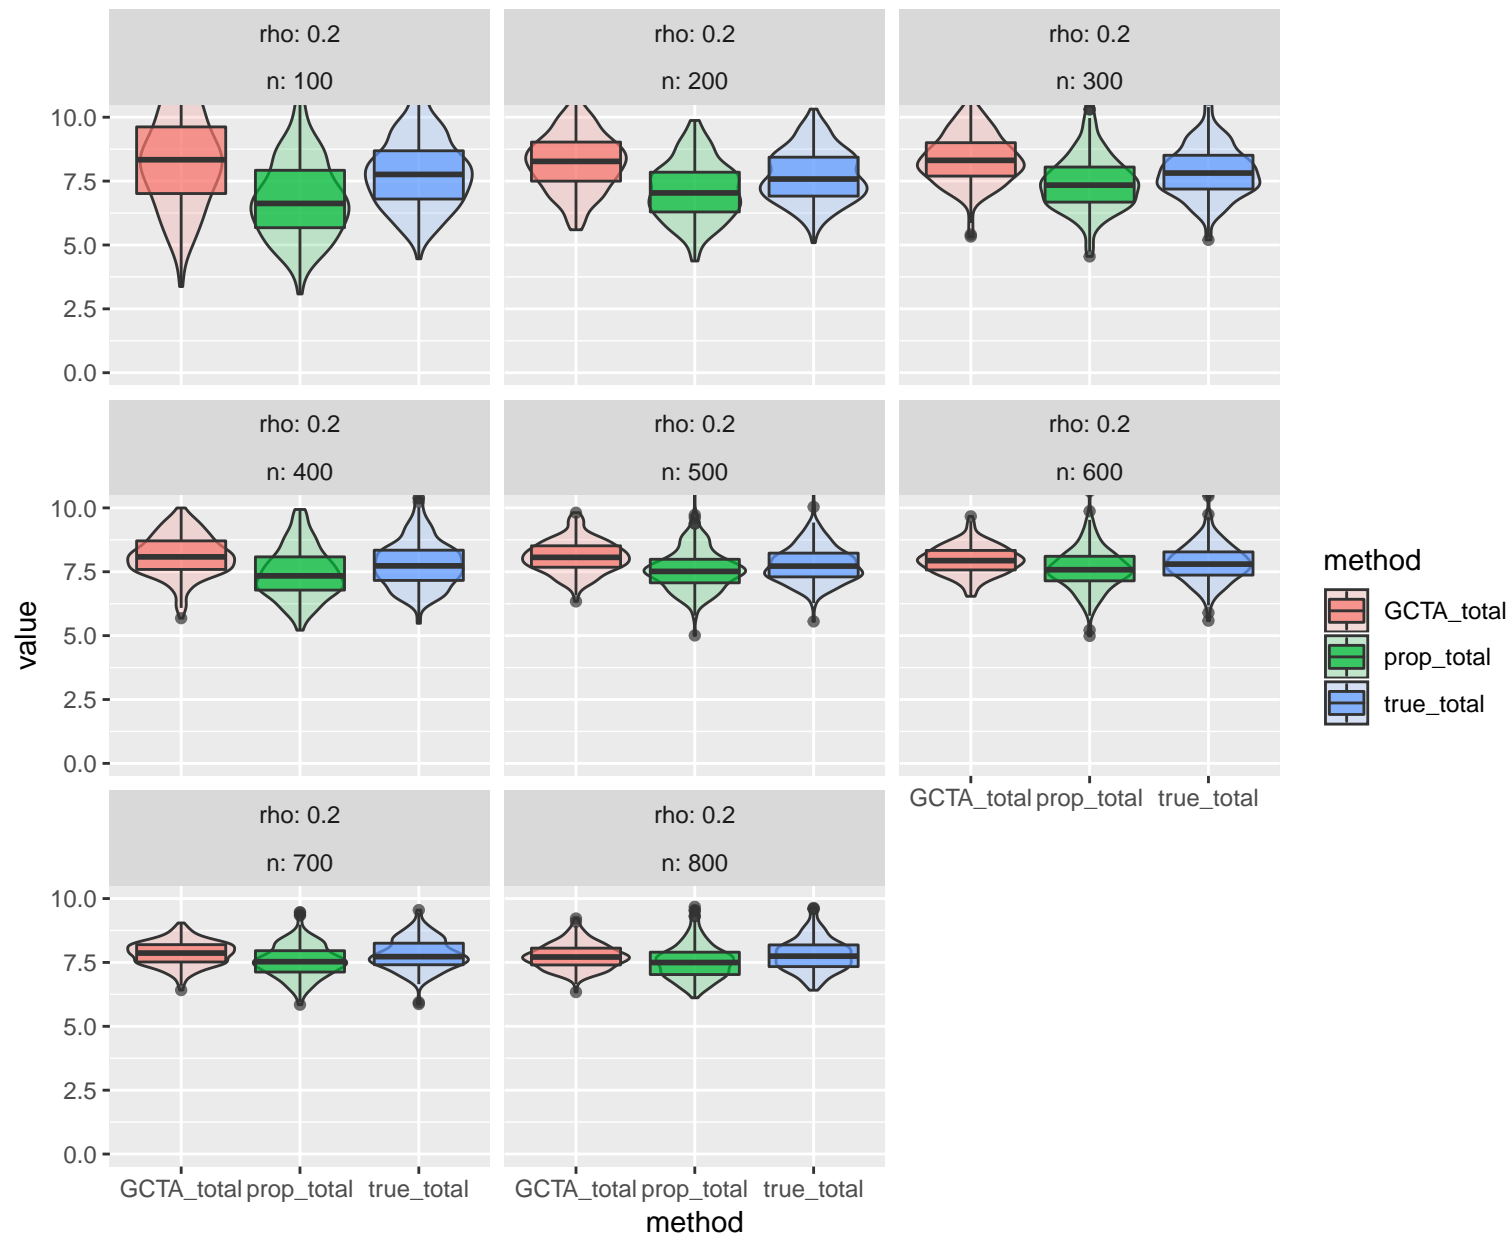 rho: 0.2
rho: 0.2
rho: 0.2
n: 100
n: 200
n: 300
10.0
7.5
5.0
2.5
0.0
rho: 0.2
rho: 0.2
rho: 0.2
n: 400
n: 500
n: 600
10.0
7.5
5.0
2.5
0.0
value
GCTA_total prop_total true_total
rho: 0.2
rho: 0.2
n: 700
n: 800
10.0
7.5
5.0
2.5
0.0
GCTA_total prop_total true_total
GCTA_total prop_total true_total
method
method
GCTA_total
prop_total
true_total